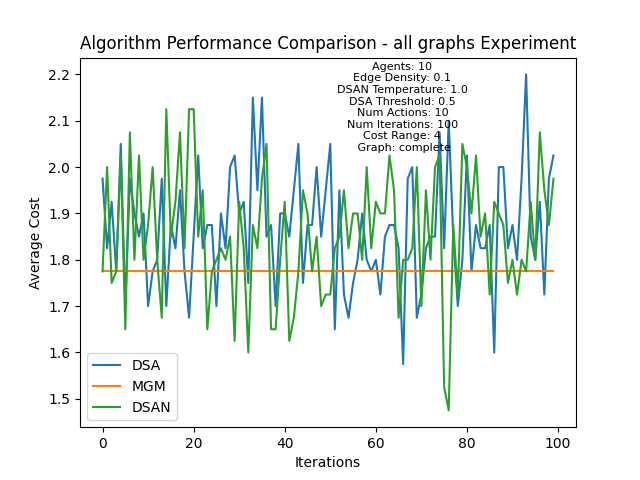 Algorithm Performance Comparison - all graphs Experiment
Agents: 10
Edge Density: 0.1
DSAN Temperature: 1.0
DSA Threshold: 0.5
Num Actions: 10
Num Iterations: 100
Cost Range: 4
Graph: complete
2.2
2.1
2.0
1.9
1.8
1.7
1.6
1.5
Average Cost
DSA
MGM
DSAN
0 20 40 60 80 100
Iterations